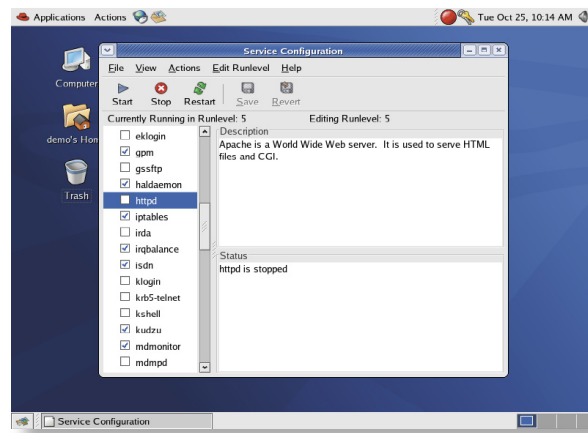 Applications Actions Tue Oct 25, 10:14 AM
Computer
demo's Hom
Trash
Service Configuration
File View Actions Edit Runlevel Help
Start Stop Restart Save Revert
Currently Running in Runlevel: 5 Editing Runlevel: 5
eklogin
gpm
gssftp
haldaemon
httpd
iptables
irda
irqbalance
isdn
klogin
krb5-telnet
kshell
kudzu
mdmonitor
mdmpd
Description
Apache is a World Wide Web server. It is used to serve HTML
files and CGI.
Status
httpd is stopped
Service Configuration